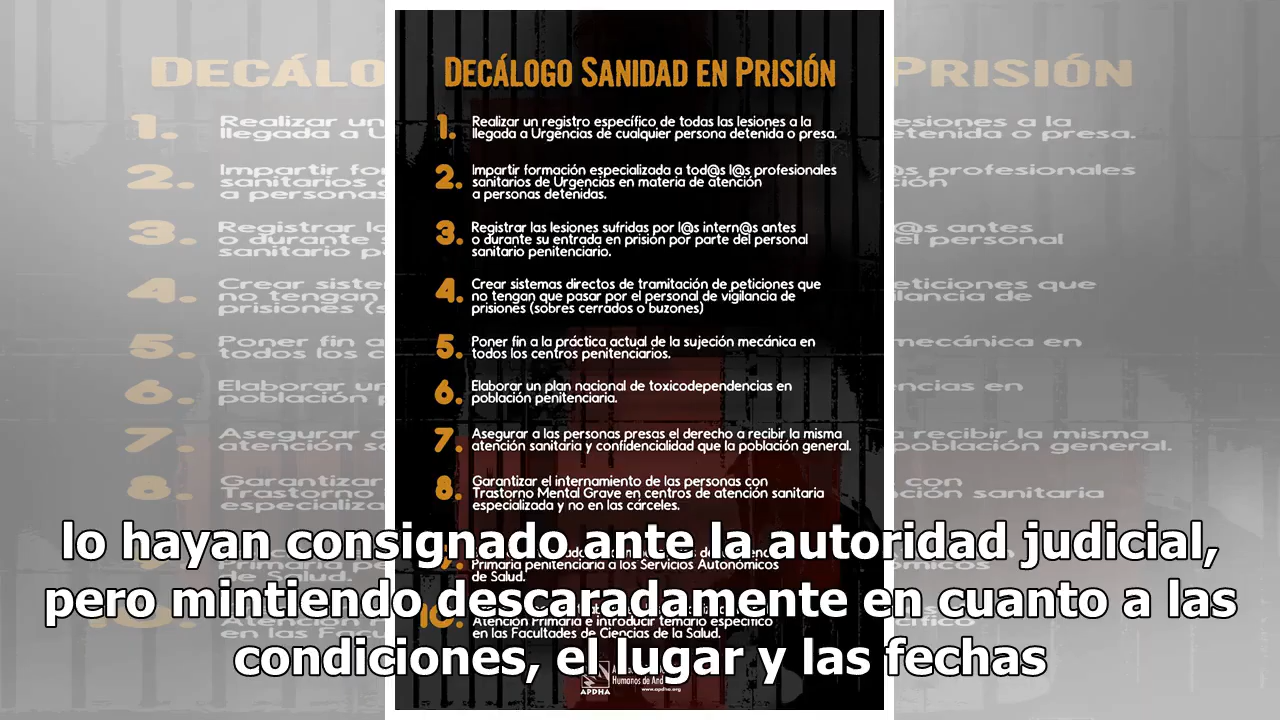 DECÁLOGO SANIDAD EN PRISIÓN
1. Realizar un registro específico de todas las lesiones a la
llegada a Urgencias de cualquier persona detenida o presa.
2. Impartir formación especializada a tod@s l@s profesionales
sanitarios de Urgencias en materia de atención
a personas detenidas.
3. Registrar las lesiones sufridas por l@s intern@s antes
o durante su entrada en prisión por parte del personal
sanitario penitenciario.
4. Crear sistemas directos de tramitación de peticiones que
no tengan que pasar por el personal de vigilancia de
prisiones (sobres cerrados o buzones)
5. Poner fin a la práctica actual de la sujeción mecánica en
todos los centros penitenciarios.
6. Elaborar un plan nacional de toxicodependencias en
población penitenciaria.
7. Asegurar a las personas presas el derecho a recibir la misma
atención sanitaria y confidencialidad que la población general.
8. Garantizar el internamiento de las personas con
Trastorno Mental Grave en centros de atención sanitaria
especializada y no en las cárceles.
Primaria penitenciaria a los Servicios Autonómicos
de Salud.
10.
Atención Primaria e introducir temario específico
en las Facultades de Ciencias de la Salud.
APDHA
Humanos de And
www.apdha.org
lo hayan consignado ante la autoridad judicial,
pero mintiendo descaradamente en cuanto a las
condiciones, el lugar y las fechas